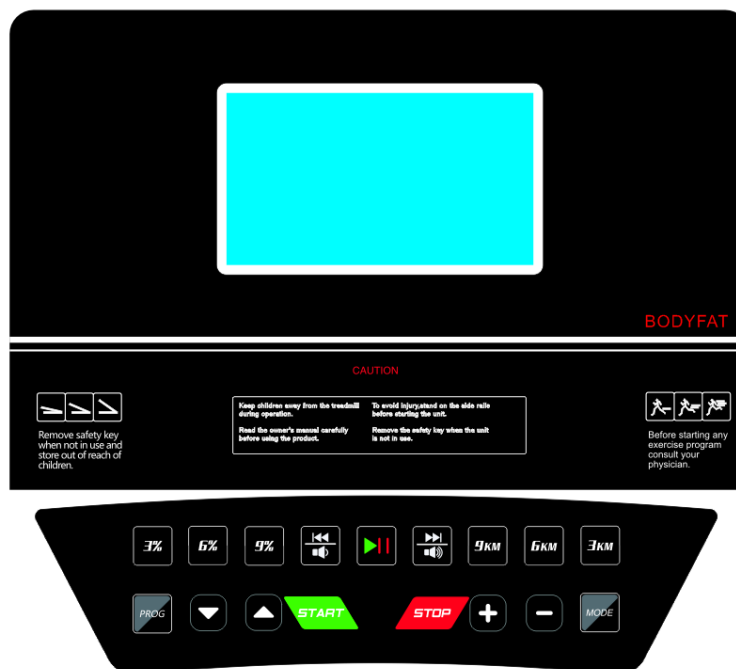 BODYFAT
CAUTION
Remove safety key
when not in use and
store out of reach of
children.
Keep children away from the treadmill
during operation.
Read the owner's manual carefully
before using the product.
To avoid injury,stand on the side rails
before starting the unit.
Remove the safety key when the unit
is not in use.
Before starting any
exercise program
consult your
physician.
3%
6%
9%
9KM
6KM
3KM
PROG
START
STOP
MODE